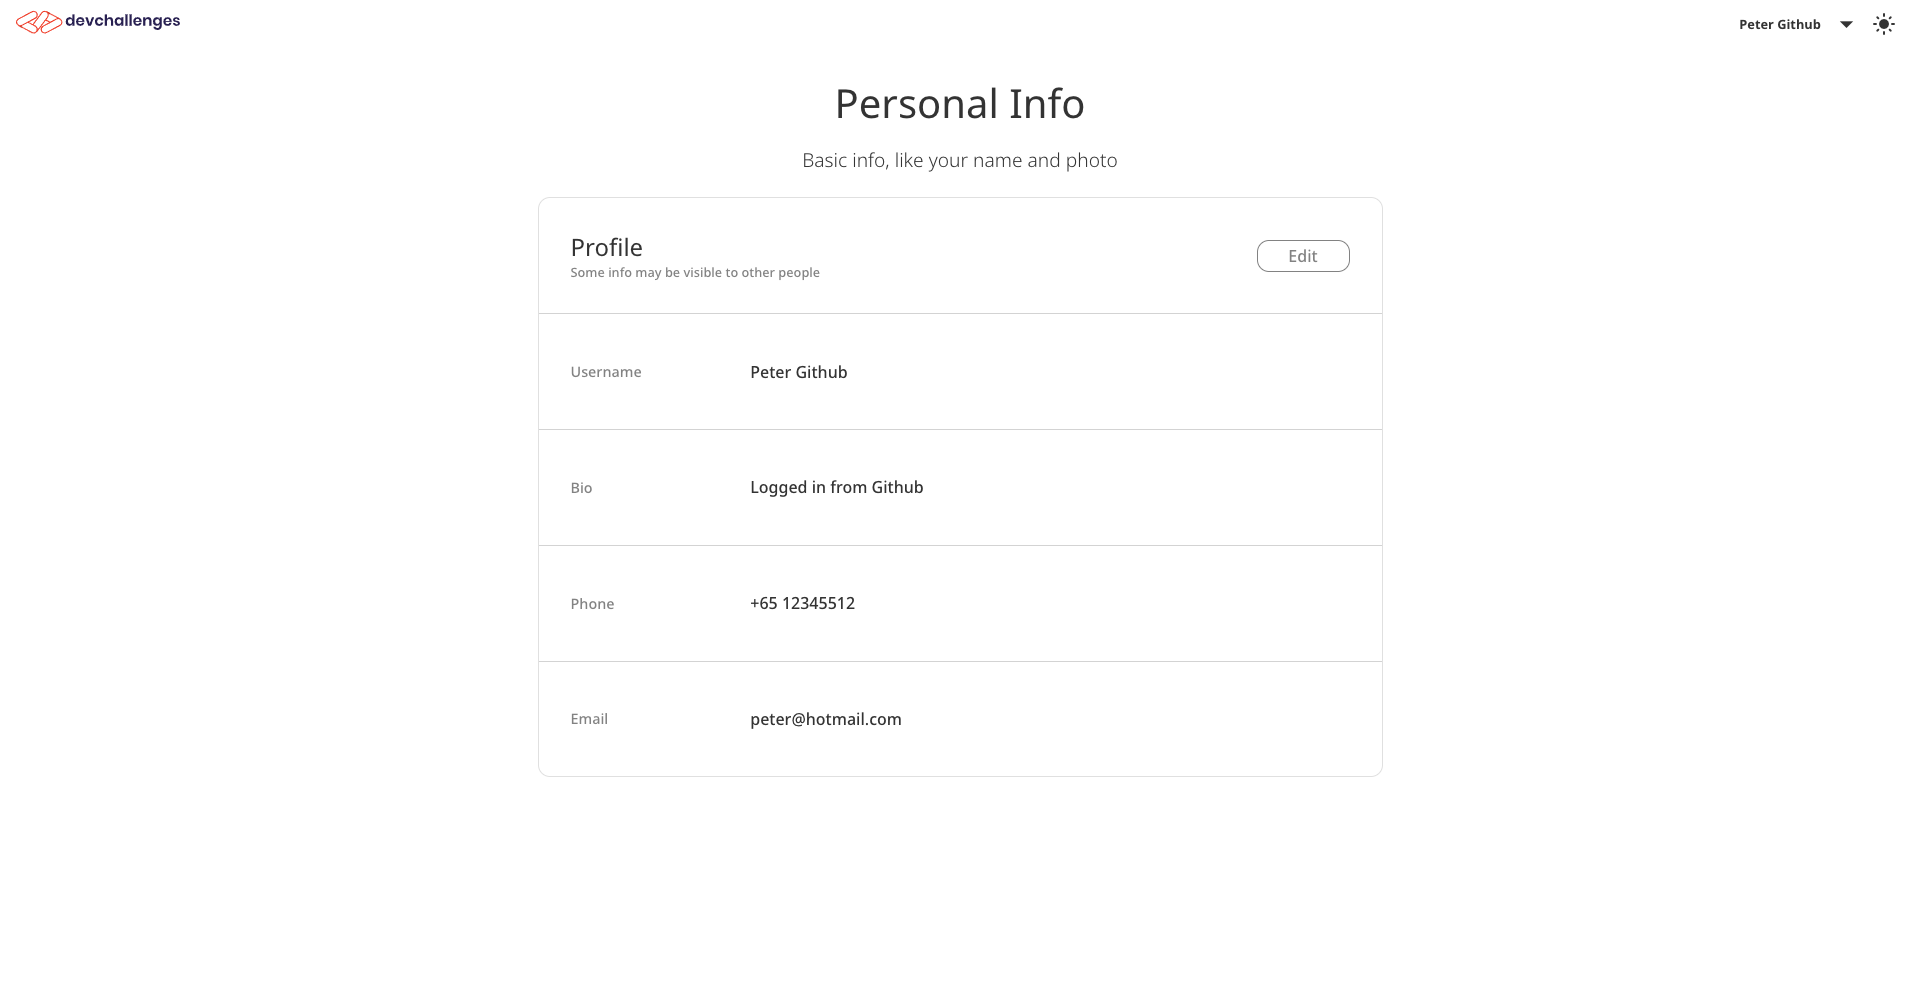 devchallenges
Peter Github
Personal Info
Basic info, like your name and photo
Profile
Some info may be visible to other people
Edit
Username
Peter Github
Bio
Logged in from Github
Phone
+65 12345512
Email
peter@hotmail.com